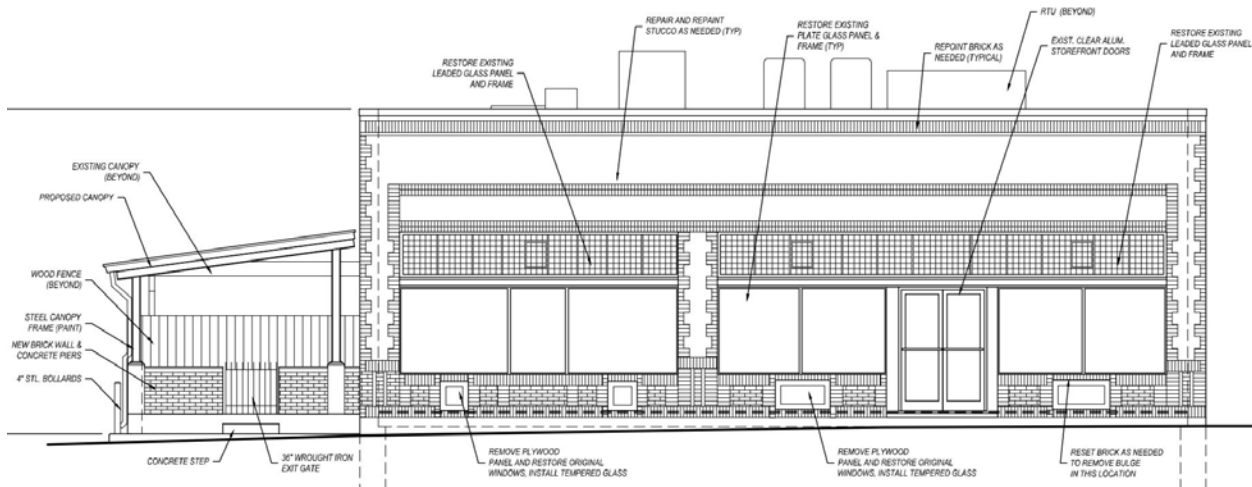 RTU (BEYOND)
REPAIR AND REPAINT
STUCCO AS NEEDED (TYP)
RESTORE EXISTING
PLATE GLASS PANEL &
FRAME (TYP)
REPOINT BRICK AS
NEEDED (TYPICAL)
EXIST. CLEAR ALUM.
STOREFRONT DOORS
RESTORE EXISTING
LEADED GLASS PANEL
AND FRAME
RESTORE EXISTING
LEADED GLASS PANEL
AND FRAME
EXISTING CANOPY
(BEYOND)
PROPOSED CANOPY
WOOD FENCE
(BEYOND)
STEEL CANOPY
FRAME (PAINT)
NEW BRICK WALL &
CONCRETE PIERS
4" STL. BOLLARDS
CONCRETE STEP
36" WROUGHT IRON
EXIT GATE
REMOVE PLYWOOD
PANEL AND RESTORE ORIGINAL
WINDOWS, INSTALL TEMPERED GLASS
REMOVE PLYWOOD
PANEL AND RESTORE ORIGINAL
WINDOWS, INSTALL TEMPERED GLASS
RESET BRICK AS NEEDED
TO REMOVE BULGE
IN THIS LOCATION